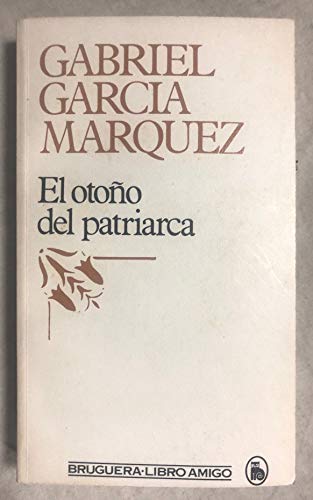 GABRIEL
GARCIA
MARQUEZ
El otoño
del patriarca
BRUGUERA·LIBRO AMIGO